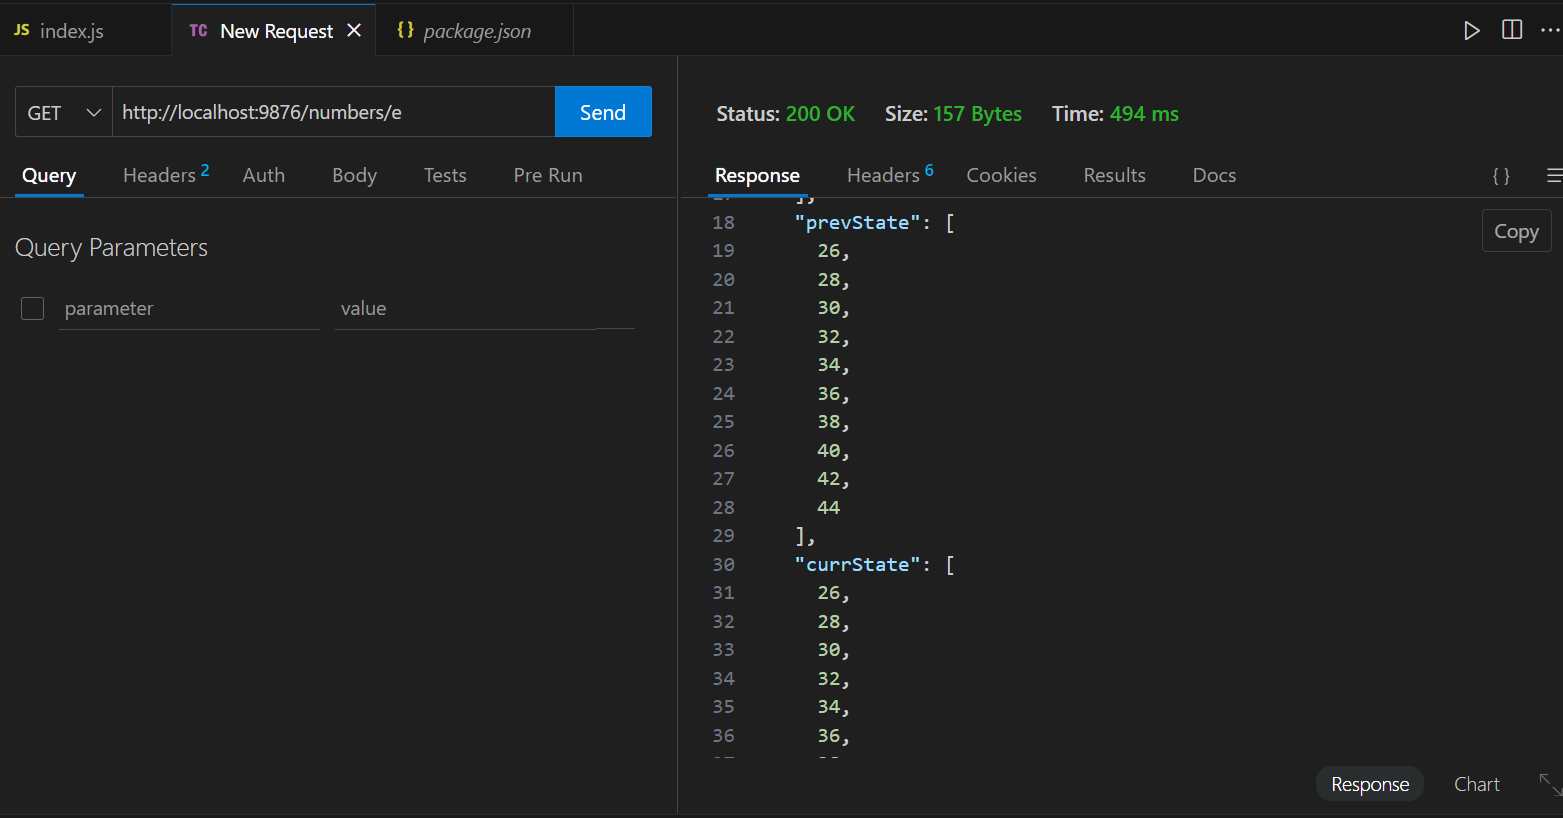 JS index.js
TC New Request
{} package.json
GET
http://localhost:9876/numbers/e
Send
Query
Headers 2
Auth
Body
Tests
Pre Run
Query Parameters
parameter
value
Status: 200 OK
Size: 157 Bytes
Time: 494 ms
Response
Headers 6
Cookies
Results
Docs
{}
Copy
18 "prevState": [
19 26,
20 28,
21 30,
22 32,
23 34,
24 36,
25 38,
26 40,
27 42,
28 44
29 ],
30 "currState": [
31 26,
32 28,
33 30,
34 32,
35 34,
36 36,
Response
Chart